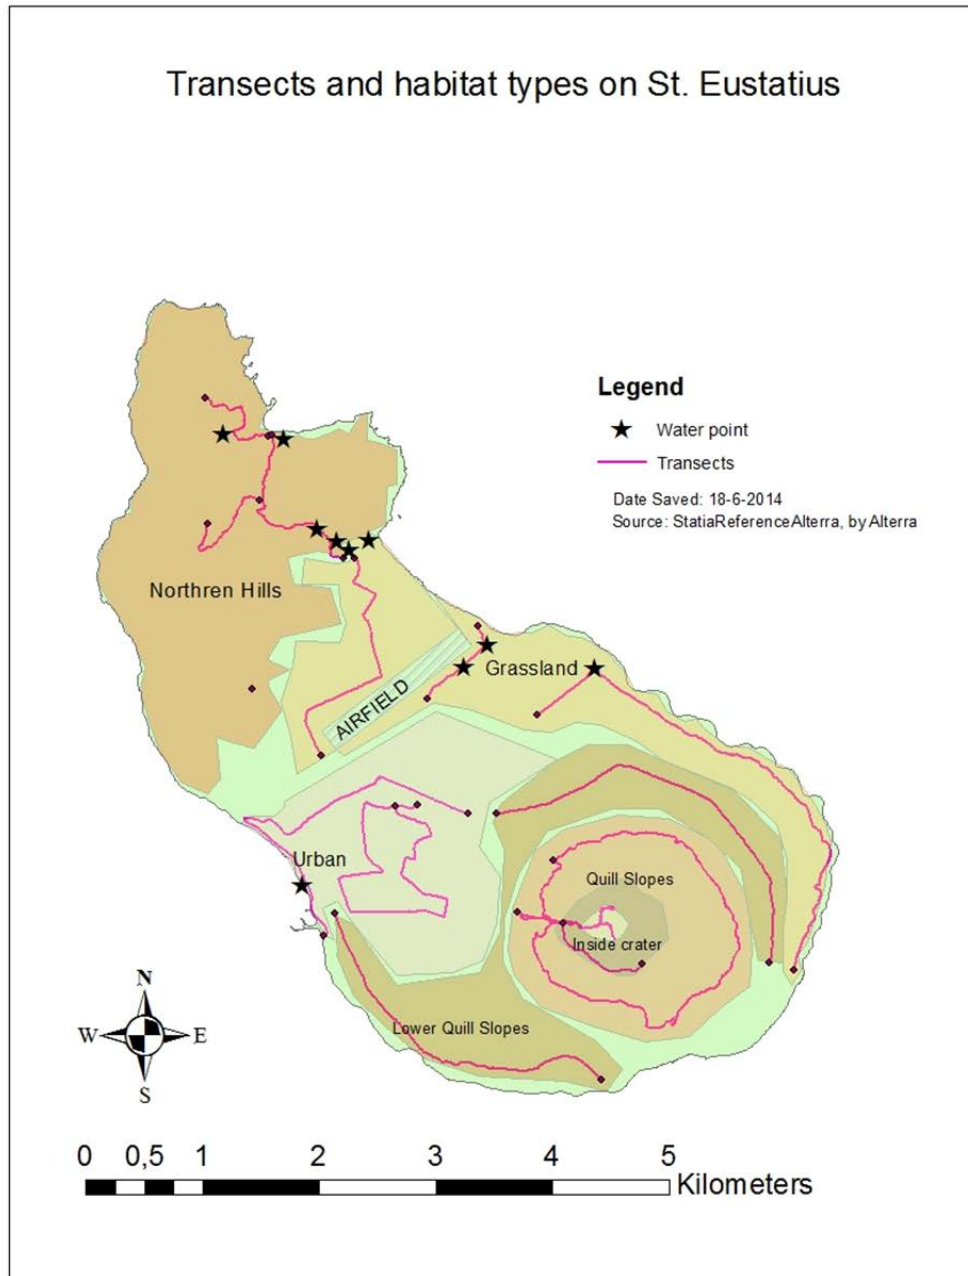 Transects and habitat types on St. Eustatius
Legend
Water point
Transects
Date Saved: 18-6-2014
Source: StatiaReferenceAlterra, by Alterra
Northren Hills
Grassland
AIRFIELD
Urban
Quill Slopes
Inside crater
Lower Quill Slopes
N
W E
S
0 0,5 1 2 3 4 5
Kilometers